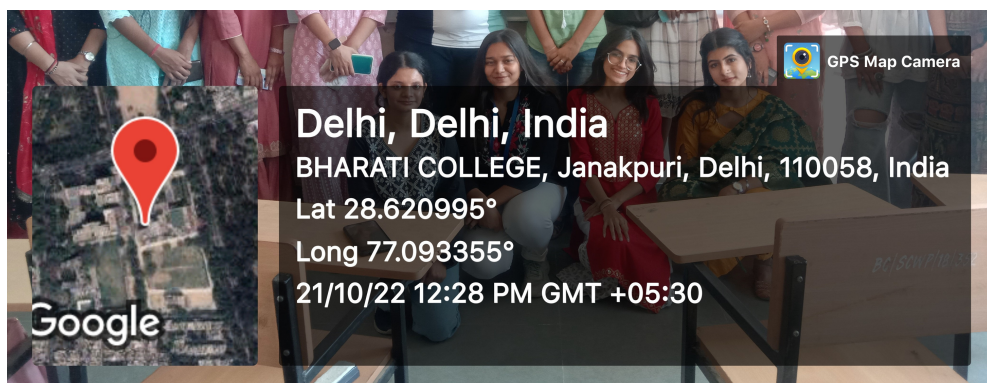 GPS Map Camera
Delhi, Delhi, India
BHARATI COLLEGE, Janakpuri, Delhi, 110058, India
Lat 28.620995°
Long 77.093355°
21/10/22 12:28 PM GMT +05:30
Google